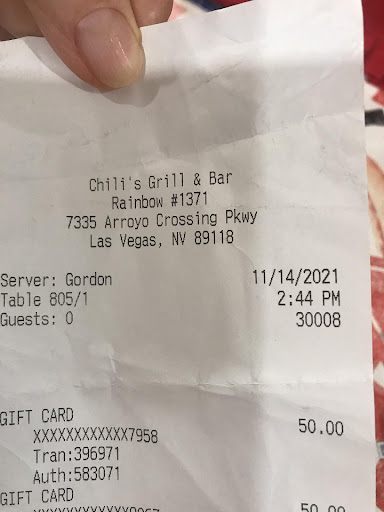 Chili's Grill & Bar
Rainbow #1371
7335 Arroyo Crossing Pkwy
Las Vegas, NV 89118
Server: Gordon 11/14/2021
Table 805/1 2:44 PM
Guests: 0 30008
GIFT CARD 50.00
XXXXXXXXXXXX7958
Tran:396971
Auth:583071
GIFT CARD 50.00